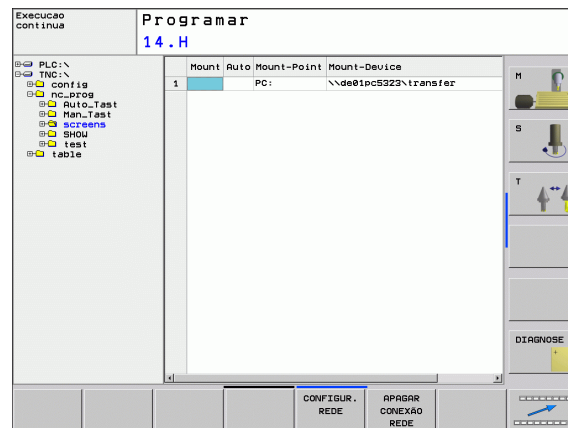 Execucao
continua
Programar
14.H
PLC:\
TNC:\
config
nc_prog
Auto_Tast
Man_Tast
screens
SHOW
test
table
Mount Auto Mount-Point Mount-Device
1 PC: \\de01pc5323\transfer
M
S
T
DIAGNOSE
CONFIGUR.
REDE
APAGAR
CONEXÃO
REDE